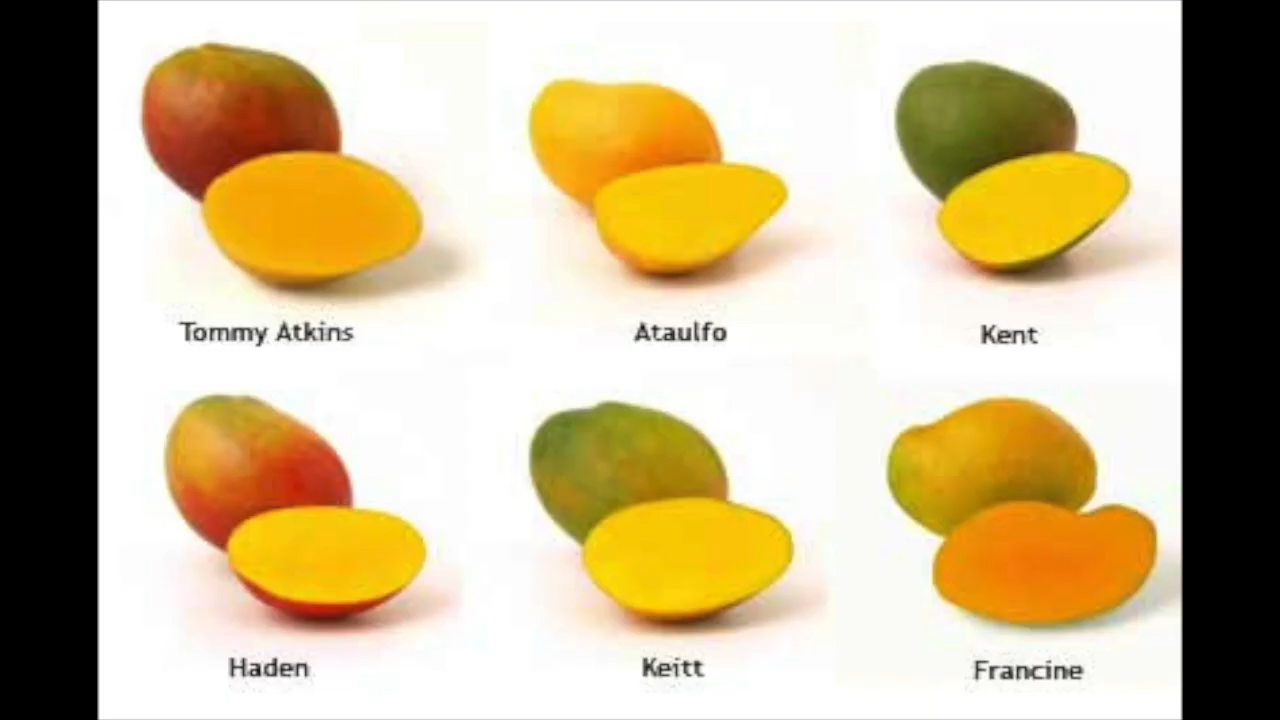 Tommy Atkins
Ataulfo
Kent
Haden
Keitt
Francine